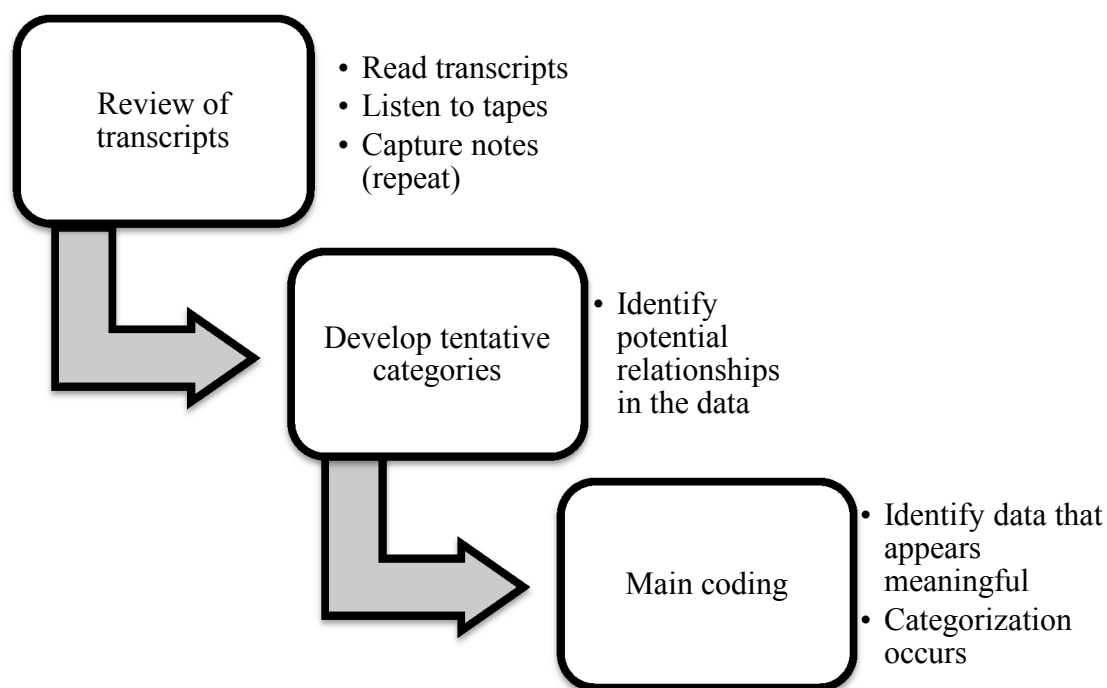 Review of
transcripts
• Read transcripts
• Listen to tapes
• Capture notes
(repeat)
Develop tentative
categories
• Identify
potential
relationships
in the data
Main coding
• Identify data that
appears
meaningful
• Categorization
occurs